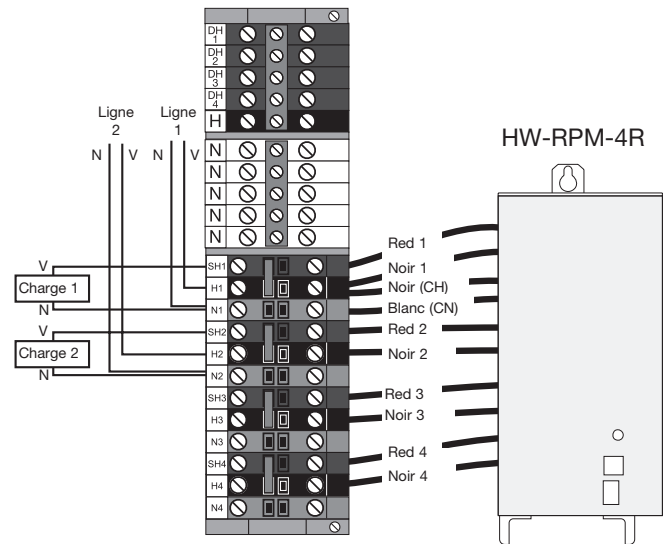 DH
1
DH
2
DH
3
DH
4
H
N
N
N
N
N
SH1
H1
N1
SH2
H2
N2
SH3
H3
N3
SH4
H4
N4
Ligne
2
Ligne
1
N V N V
V
Charge 1
N
V
Charge 2
N
Red 1
Noir 1
Noir (CH)
Blanc (CN)
Red 2
Noir 2
Red 3
Noir 3
Red 4
Noir 4
HW-RPM-4R